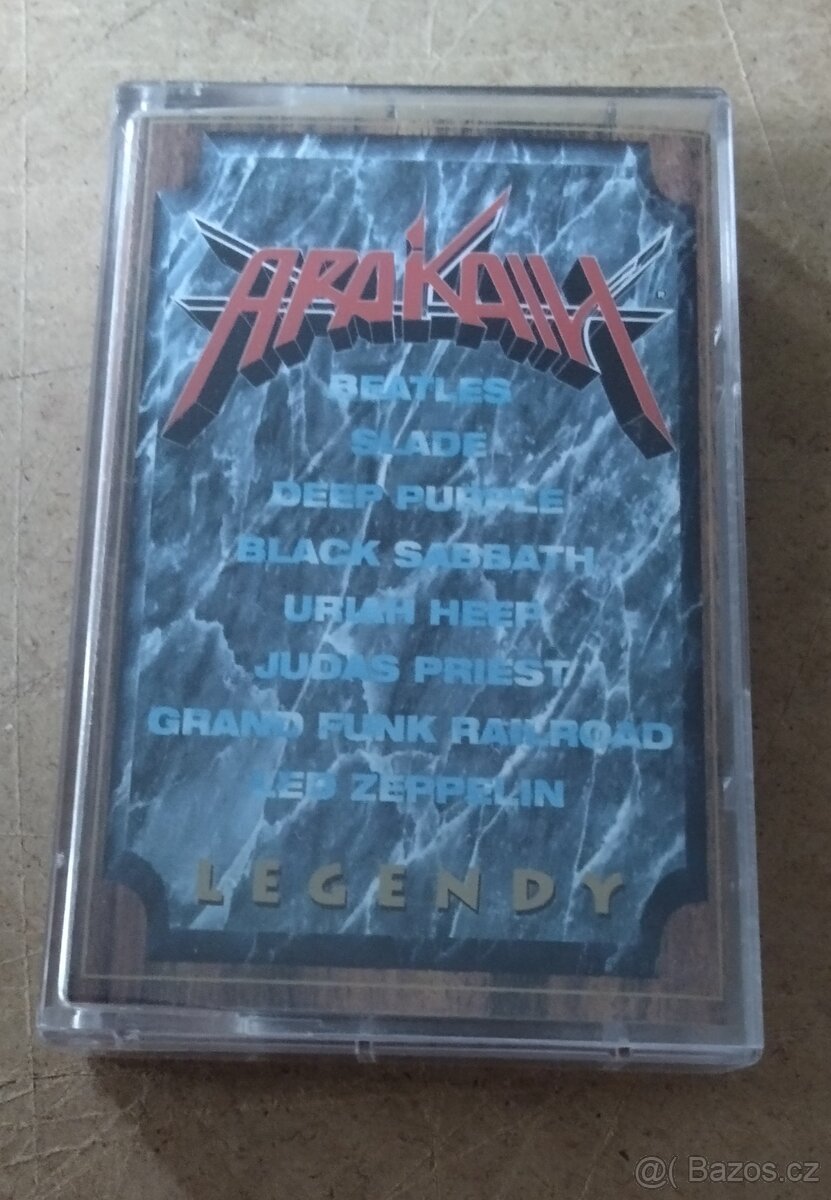 ARAKAIN ®
BEATLES
SLADE
DEEP PURPLE
BLACK SABBATH
URIAH HEEP
JUDAS PRIEST
GRAND FUNK RAILROAD
LED ZEPPELIN
LEGENDY
@( Bazos.cz